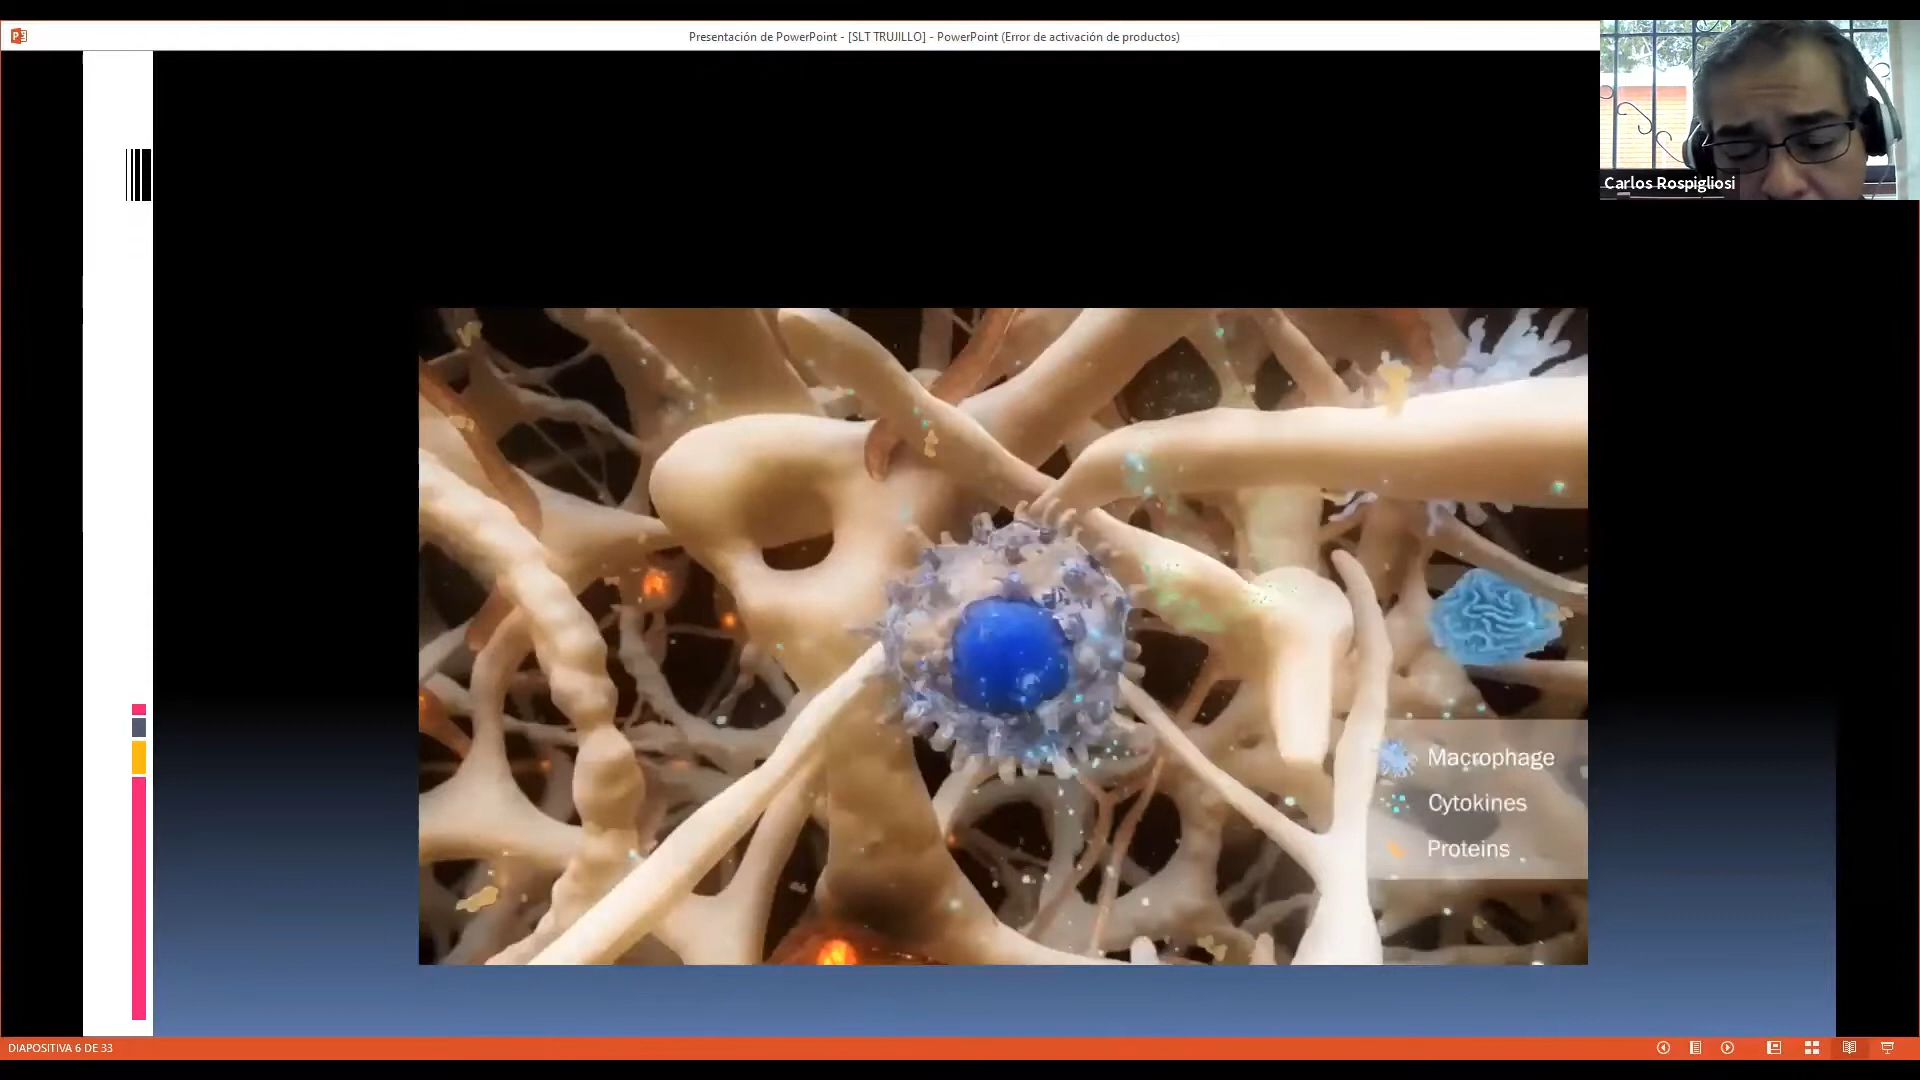 Presentación de PowerPoint - [SLT TRUJILLO] - PowerPoint (Error de activación de productos)
Carlos Rospigliosi
Macrophage
Cytokines
Proteins
DIAPOSITIVA 6 DE 33